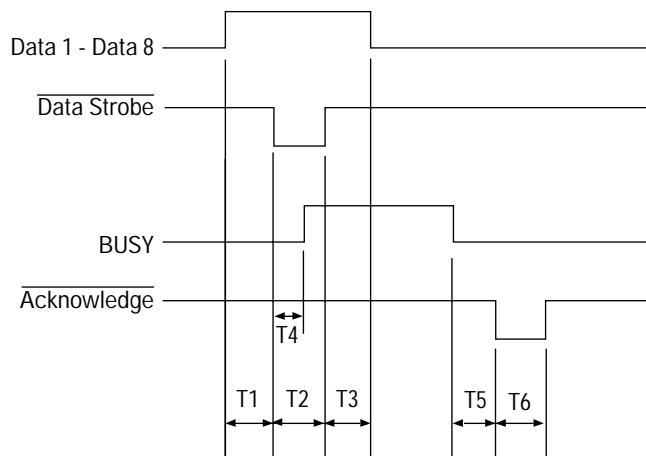 Data 1 - Data 8
Data Strobe
BUSY
Acknowledge
T4
T1 T2 T3 T5 T6